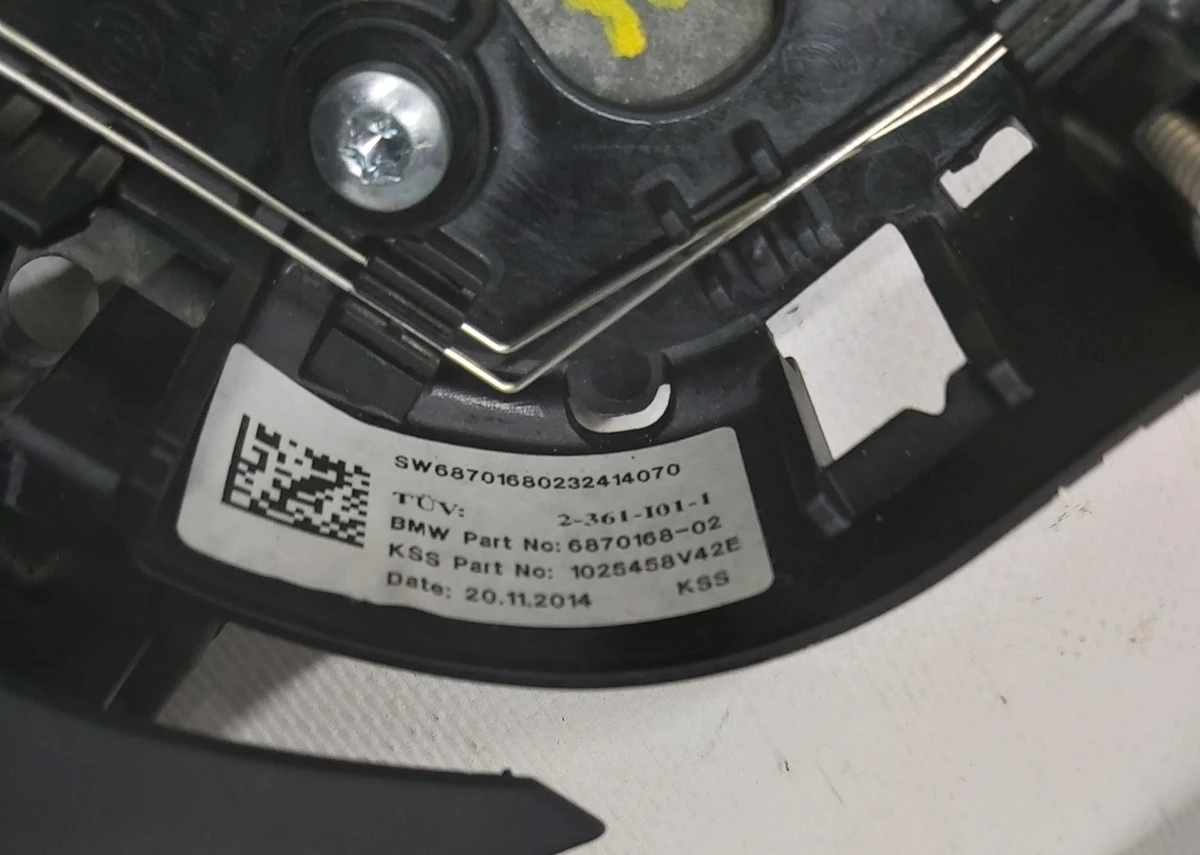 SW68701680232414070
TÜV: 2-361-I01-1
BMW Part No: 6870168-02
KSS Part No: 1025458V42E
Date: 20.11.2014 KSS